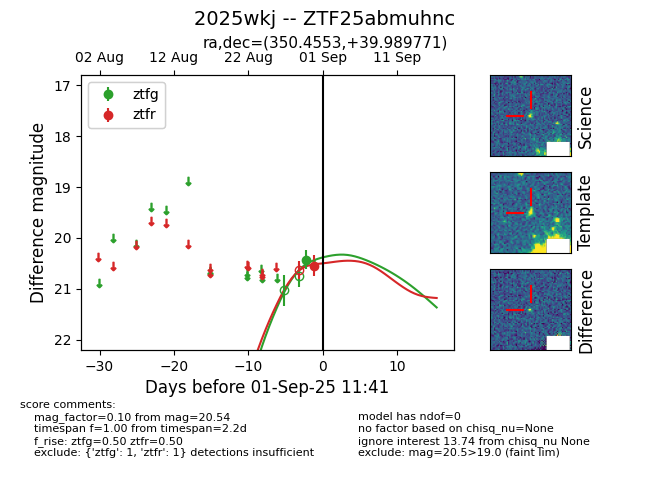 2025wkj -- ZTF25abmuhnc
ra,dec=(350.4553,+39.989771)
02 Aug 12 Aug 22 Aug 01 Sep 11 Sep
ztfg
ztfr
17
18
19
20
21
22
Difference magnitude
−30 −20 −10 0 10
Days before 01-Sep-25 11:41
Science
Template
Difference
score comments:
mag_factor=0.10 from mag=20.54
timespan f=1.00 from timespan=2.2d
f_rise: ztfg=0.50 ztfr=0.50
exclude: {'ztfg': 1, 'ztfr': 1} detections insufficient
model has ndof=0
no factor based on chisq_nu=None
ignore interest 13.74 from chisq_nu None
exclude: mag=20.5>19.0 (faint lim)